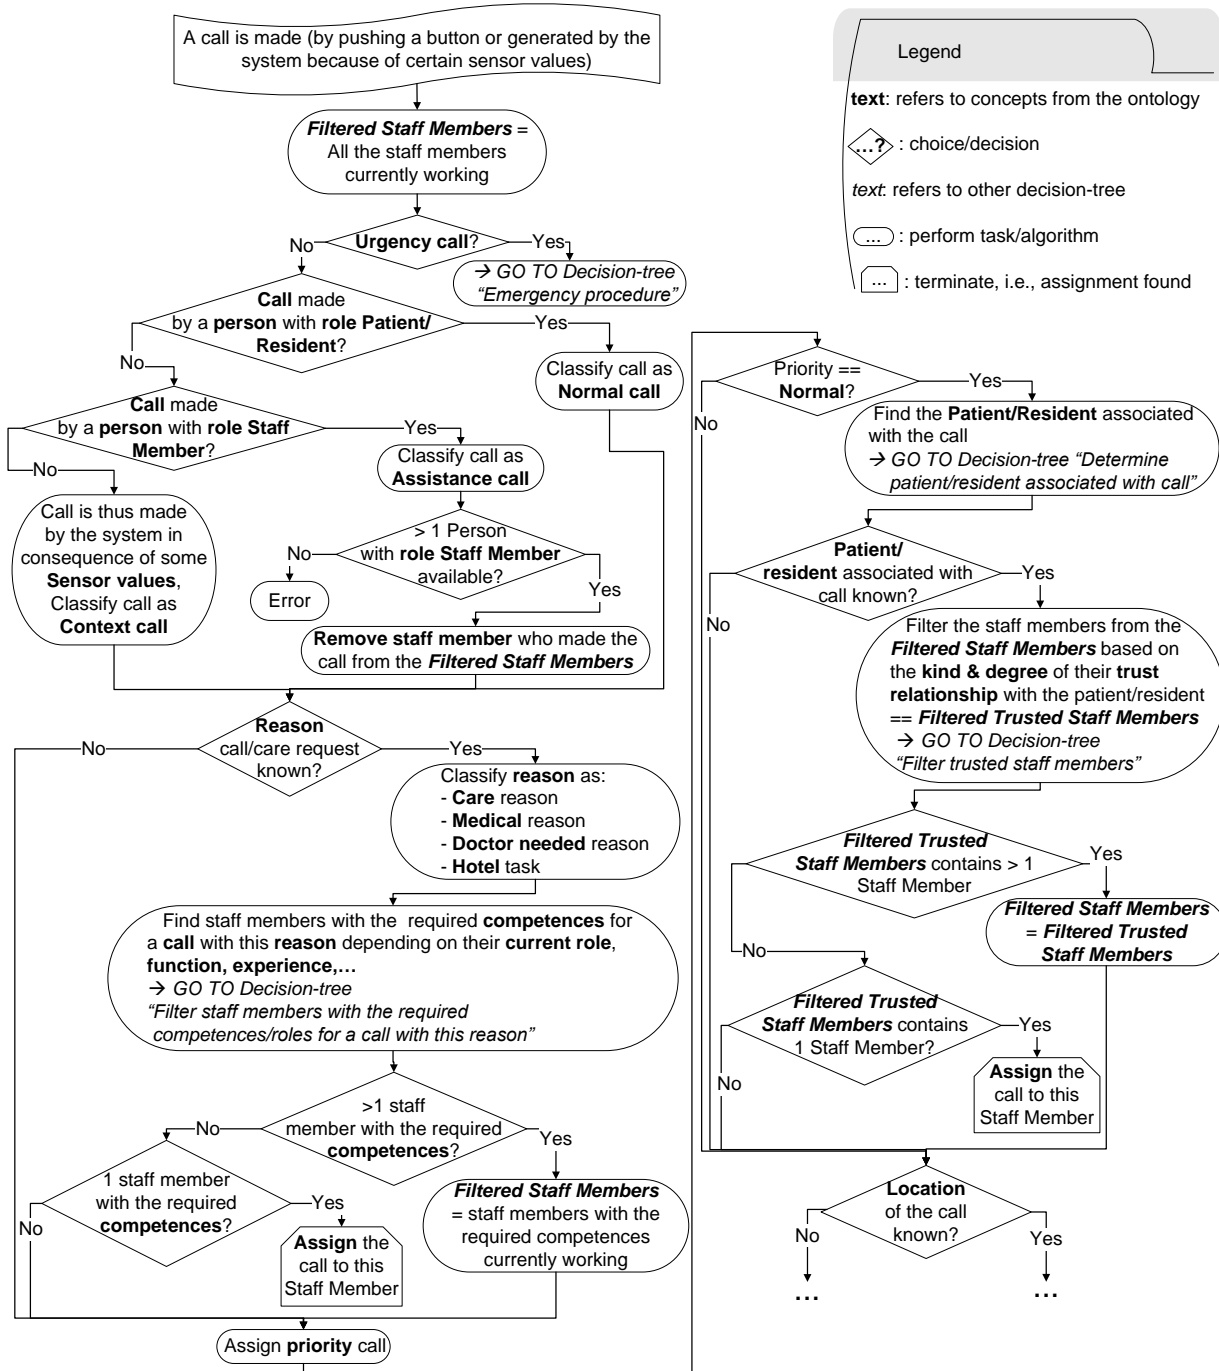 A call is made (by pushing a button or generated by the
system because of certain sensor values)
Filtered Staff Members =
All the staff members
currently working
Urgency call?
No
Yes
→ GO TO Decision-tree
“Emergency procedure”
Call made
by a person with role Patient/
Resident?
No
Yes
Classify call as
Normal call
Call made
by a person with role Staff
Member?
No
Yes
Classify call as
Assistance call
Call is thus made
by the system in
consequence of some
Sensor values,
Classify call as
Context call
> 1 Person
with role Staff Member
available?
No
Yes
Error
Remove staff member who made the
call from the Filtered Staff Members
Reason
call/care request
known?
No
Yes
Classify reason as:
- Care reason
- Medical reason
- Doctor needed reason
- Hotel task
Find staff members with the required competences for
a call with this reason depending on their current role,
function, experience,...
→ GO TO Decision-tree
“Filter staff members with the required
competences/roles for a call with this reason”
>1 staff
member with the required
competences?
No
Yes
1 staff member
with the required
competences?
No
Yes
Assign the
call to this
Staff Member
Filtered Staff Members
= staff members with the
required competences
currently working
Assign priority call
Legend
text: refers to concepts from the ontology
...? : choice/decision
text: refers to other decision-tree
... : perform task/algorithm
... : terminate, i.e., assignment found
Priority ==
Normal?
No
Yes
Find the Patient/Resident associated
with the call
→ GO TO Decision-tree “Determine
patient/resident associated with call”
Patient/
resident associated with
call known?
No
Yes
Filter the staff members from the
Filtered Staff Members based on
the kind & degree of their trust
relationship with the patient/resident
== Filtered Trusted Staff Members
→ GO TO Decision-tree
“Filter trusted staff members”
Filtered Trusted
Staff Members contains > 1
Staff Member
No
Yes
Filtered Staff Members
= Filtered Trusted
Staff Members
Filtered Trusted
Staff Members contains
1 Staff Member?
No
Yes
Assign the
call to this
Staff Member
Location
of the call
known?
No
Yes
...
...